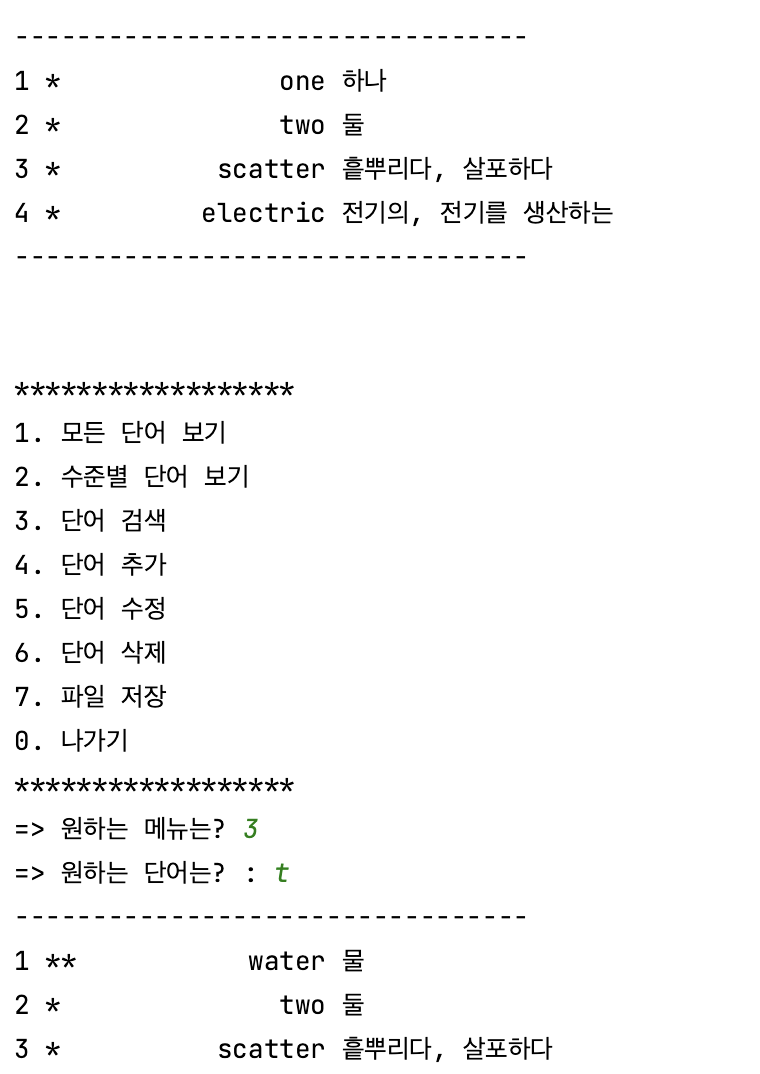 ---------------------------------
1 *              one 하나
2 *              two 둘
3 *          scatter 흩뿌리다, 살포하다
4 *         electric 전기의, 전기를 생산하는
---------------------------------
******************
1. 모든 단어 보기
2. 수준별 단어 보기
3. 단어 검색
4. 단어 추가
5. 단어 수정
6. 단어 삭제
7. 파일 저장
0. 나가기
******************
=> 원하는 메뉴는? 3
=> 원하는 단어는? : t
---------------------------------
1 **           water 물
2 *              two 둘
3 *          scatter 흩뿌리다, 살포하다